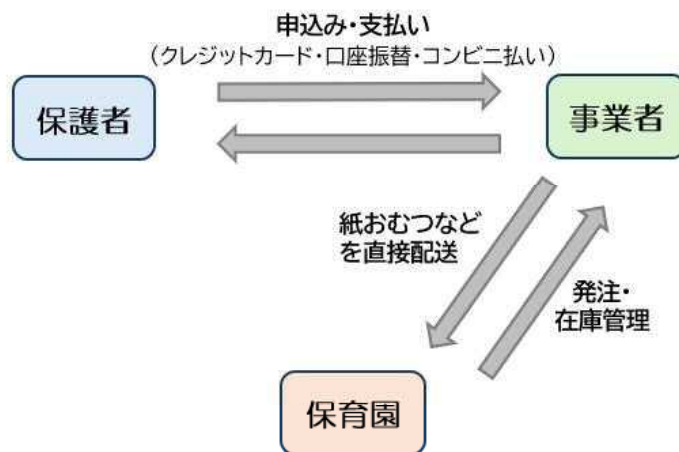 申込み・支払い
（クレジットカード・口座振替・コンビニ払い）
保護者
事業者
紙おむつなど
を直接配送
発注・
在庫管理
保育園